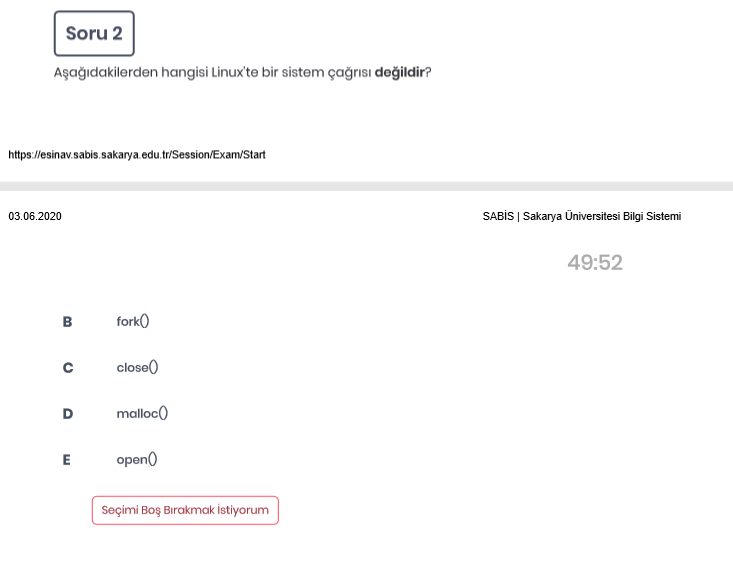 Soru 2
Aşağıdakilerden hangisi Linux'te bir sistem çağrısı değildir?
https://esinav.sabis.sakarya.edu.tr/Session/Exam/Start
03.06.2020 SABİS | Sakarya Üniversitesi Bilgi Sistemi
49:52
B fork()
C close()
D malloc()
E open()
Seçimi Boş Bırakmak İstiyorum